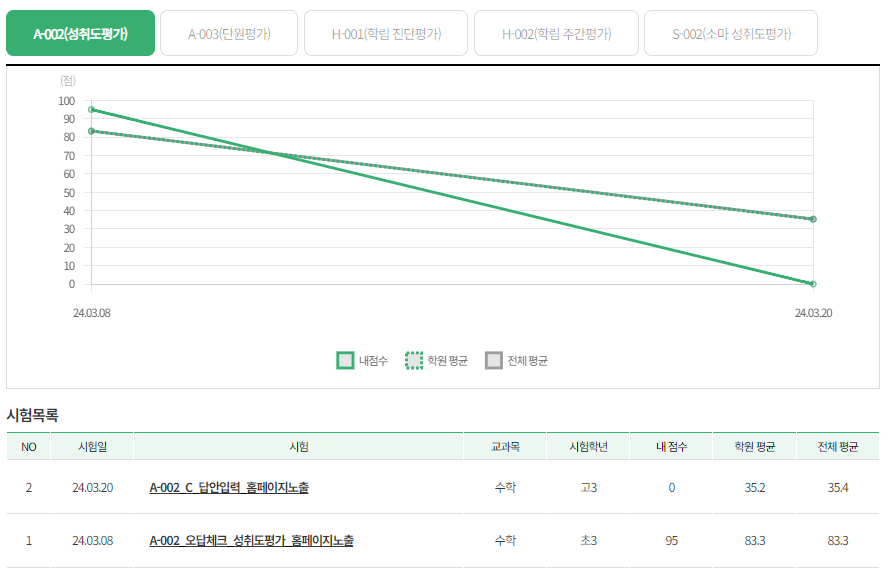 A-002(성취도평가) A-003(단원평가) H-001(학림 진단평가) H-002(학림 주간평가) S-002(소마 성취도평가)
(점)
100
90
80
70
60
50
40
30
20
10
0
24.03.08 24.03.20
내점수 학원 평균 전체 평균
시험목록
NO 시험일 시험 교과목 시험학년 내 점수 학원 평균 전체 평균
2 24.03.20 A-002_C_답안입력_홈페이지노출 수학 고3 0 35.2 35.4
1 24.03.08 A-002_오답체크_성취도평가_홈페이지노출 수학 초3 95 83.3 83.3